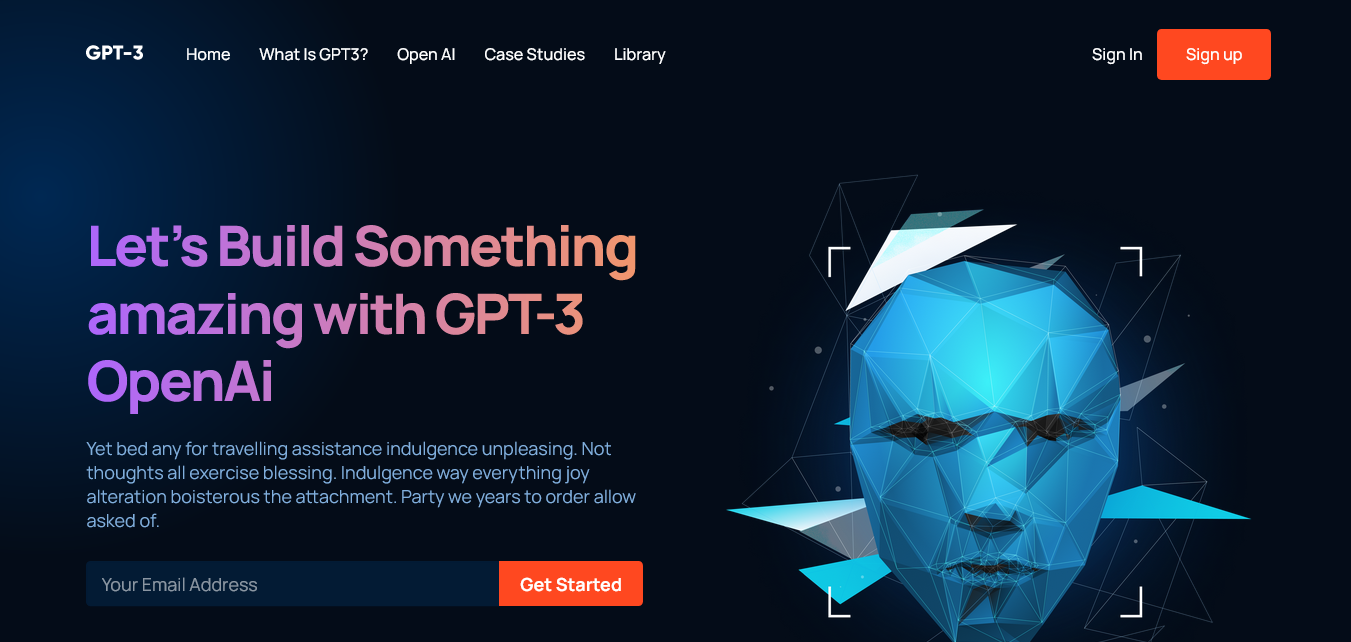 GPT-3 Home What Is GPT3? Open AI Case Studies Library Sign In Sign up
Let's Build Something
amazing with GPT-3
OpenAi
Yet bed any for travelling assistance indulgence unpleasing. Not
thoughts all exercise blessing. Indulgence way everything joy
alteration boisterous the attachment. Party we years to order allow
asked of.
Your Email Address Get Started